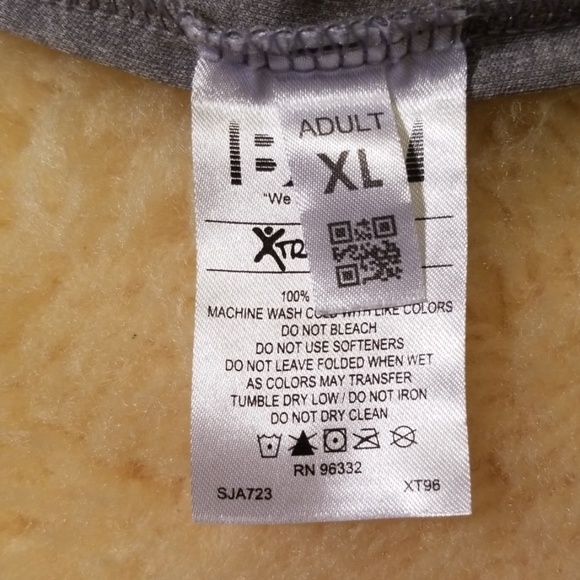 ADULT
XL
B
"We
XTR
100%
MACHINE WASH COLD WITH LIKE COLORS
DO NOT BLEACH
DO NOT USE SOFTENERS
DO NOT LEAVE FOLDED WHEN WET
AS COLORS MAY TRANSFER
TUMBLE DRY LOW / DO NOT IRON
DO NOT DRY CLEAN
RN 96332
SJA723 XT96